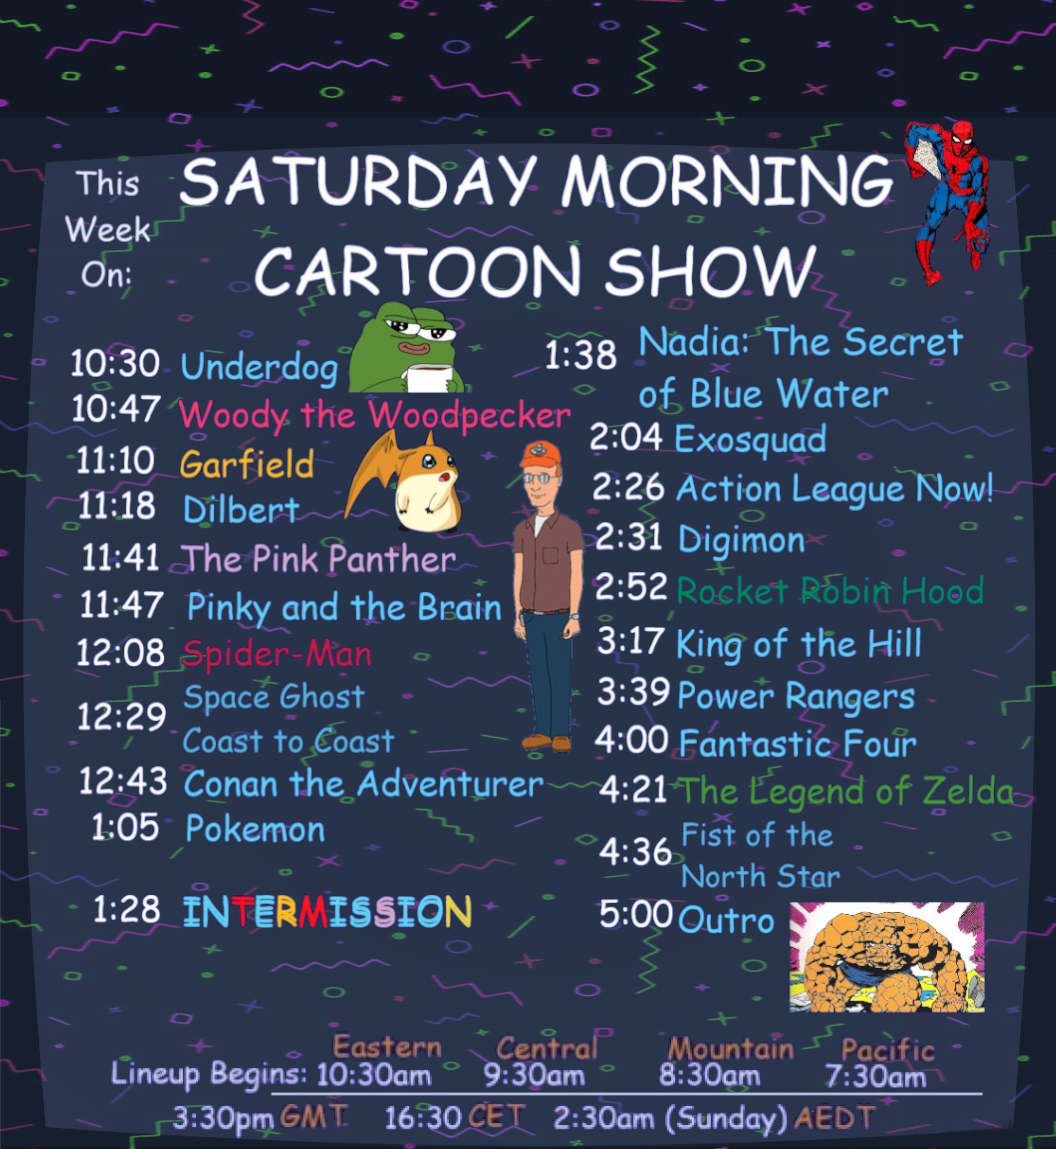 This
Week
On:
SATURDAY MORNING
CARTOON SHOW
10:30 Underdog
10:47 Woody the Woodpecker
11:10 Garfield
11:18 Dilbert
11:41 The Pink Panther
11:47 Pinky and the Brain
12:08 Spider-Man
12:29 Space Ghost
Coast to Coast
12:43 Conan the Adventurer
1:05 Pokemon
1:28 INTERMISSION
1:38 Nadia: The Secret
of Blue Water
2:04 Exosquad
2:26 Action League Now!
2:31 Digimon
2:52 Rocket Robin Hood
3:17 King of the Hill
3:39 Power Rangers
4:00 Fantastic Four
4:21 The Legend of Zelda
4:36 Fist of the
North Star
5:00 Outro
Eastern Central Mountain Pacific
Lineup Begins: 10:30am 9:30am 8:30am 7:30am
3:30pm GMT 16:30 CET 2:30am (Sunday) AEDT